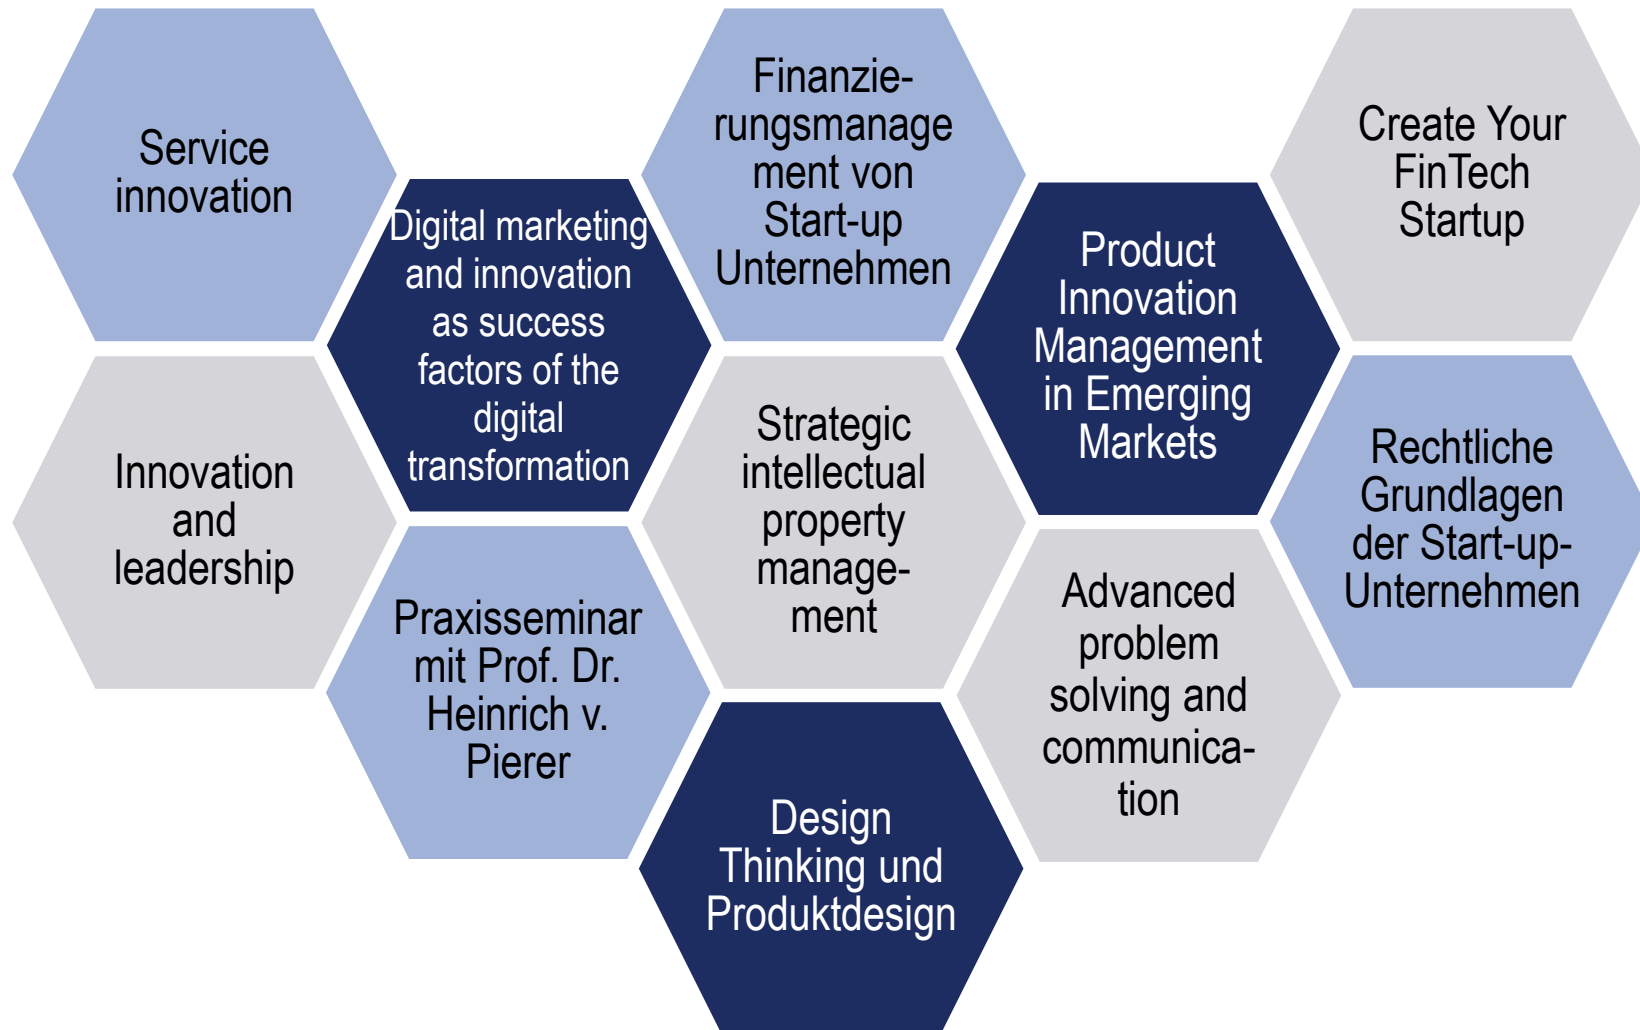 Service
innovation
Digital marketing
and innovation
as success
factors of the
digital
transformation
Finanzie-
rungsmanage
ment von
Start-up
Unternehmen
Product
Innovation
Management
in Emerging
Markets
Create Your
FinTech
Startup
Innovation
and
leadership
Praxisseminar
mit Prof. Dr.
Heinrich v.
Pierer
Strategic
intellectual
property
manage-
ment
Advanced
problem
solving and
communica-
tion
Rechtliche
Grundlagen
der Start-up-
Unternehmen
Design
Thinking und
Produktdesign